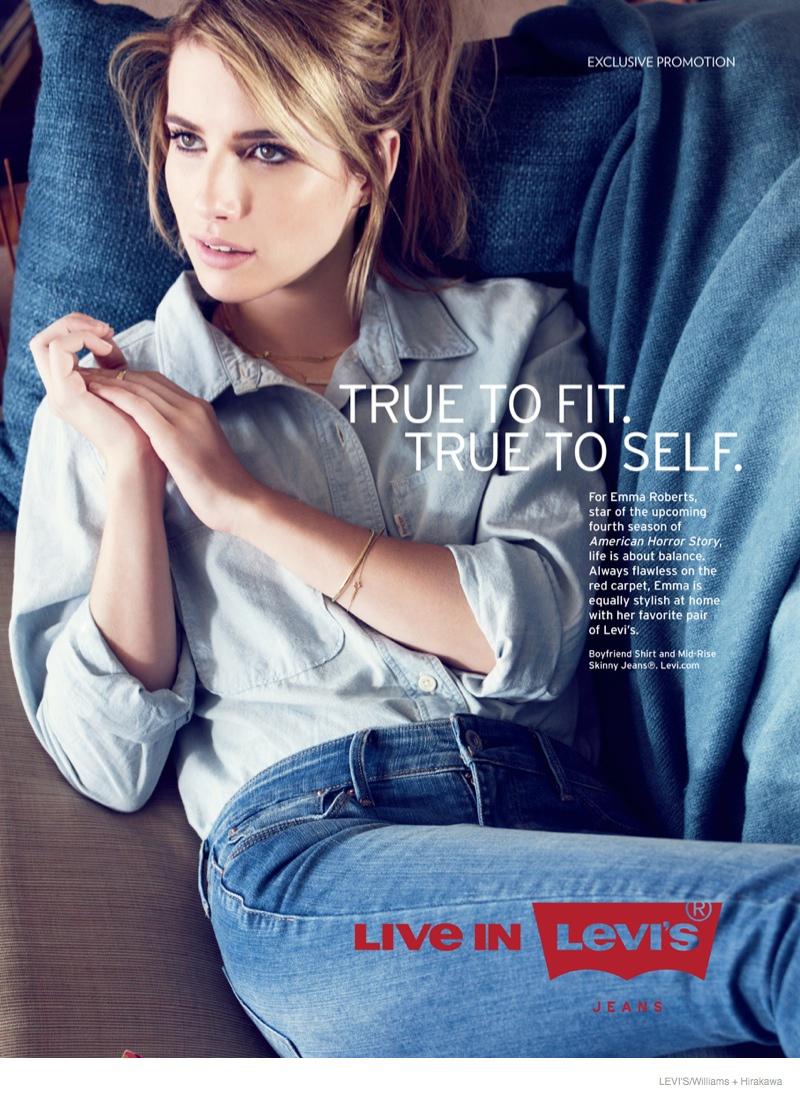 EXCLUSIVE PROMOTION
TRUE TO FIT.
TRUE TO SELF.
For Emma Roberts,
star of the upcoming
fourth season of
American Horror Story,
life is about balance.
Always flawless on the
red carpet, Emma is
equally stylish at home
with her favorite pair
of Levi's.
Boyfriend Shirt and Mid-Rise
Skinny Jeans®. Levi.com
LIVE IN Levi's®
JEANS
LEVI'S/Williams + Hirakawa